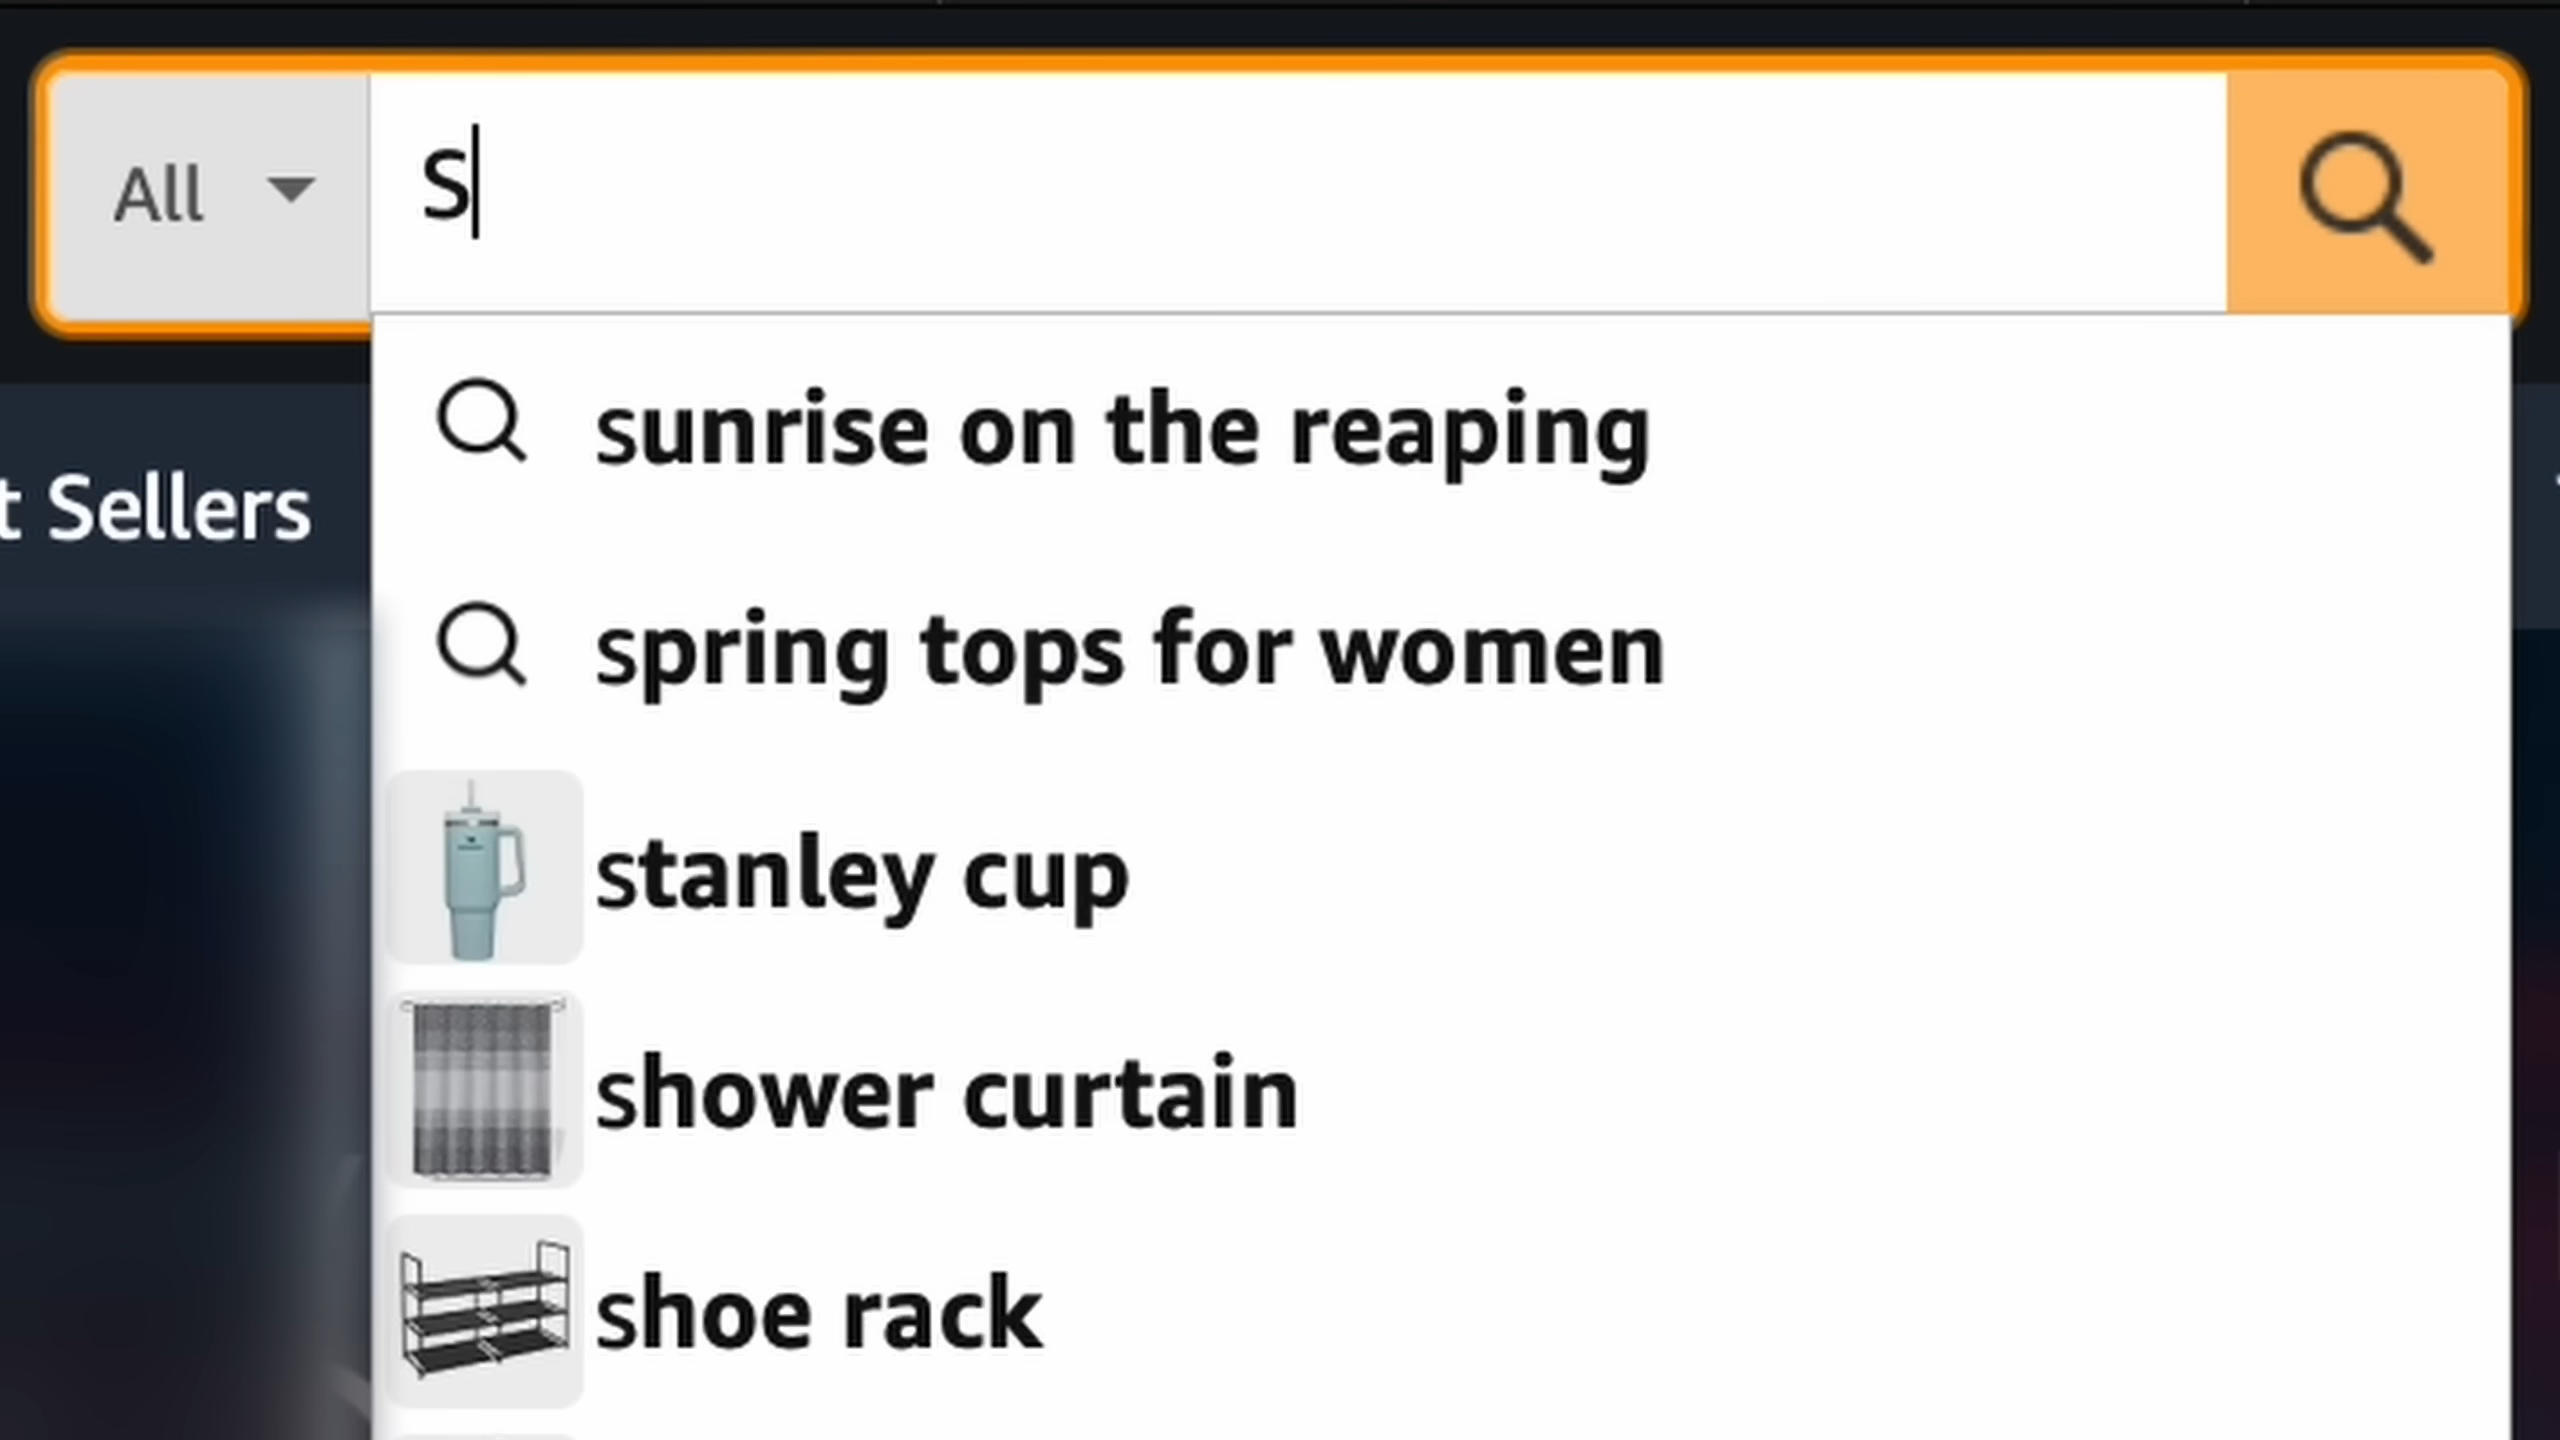 All
S
sunrise on the reaping
t Sellers
spring tops for women
stanley cup
shower curtain
shoe rack